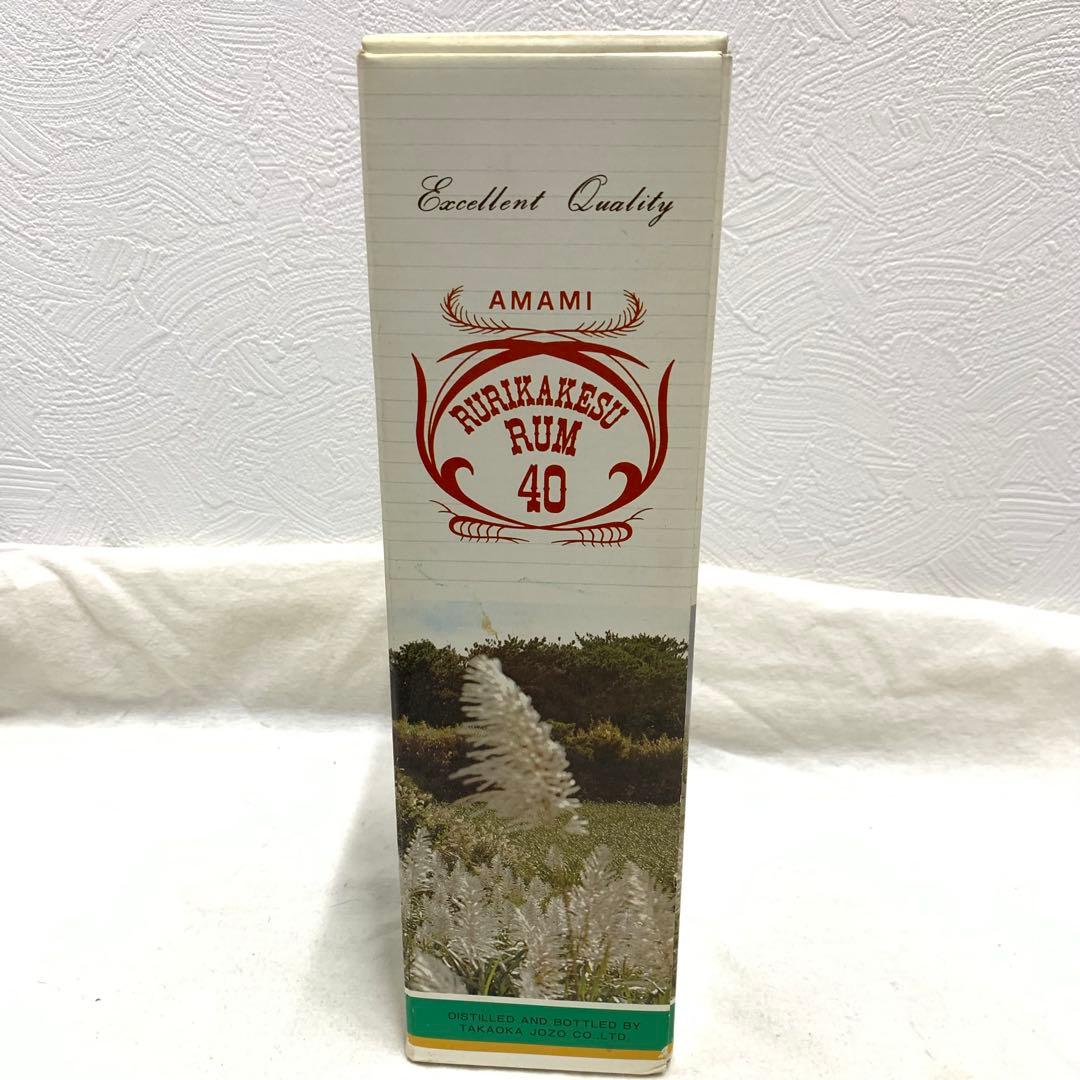 Excellent Quality
AMAMI
RURIKAKESU
RUM
40
DISTILLED AND BOTTLED BY
TAKAOKA JOZO CO.,LTD.